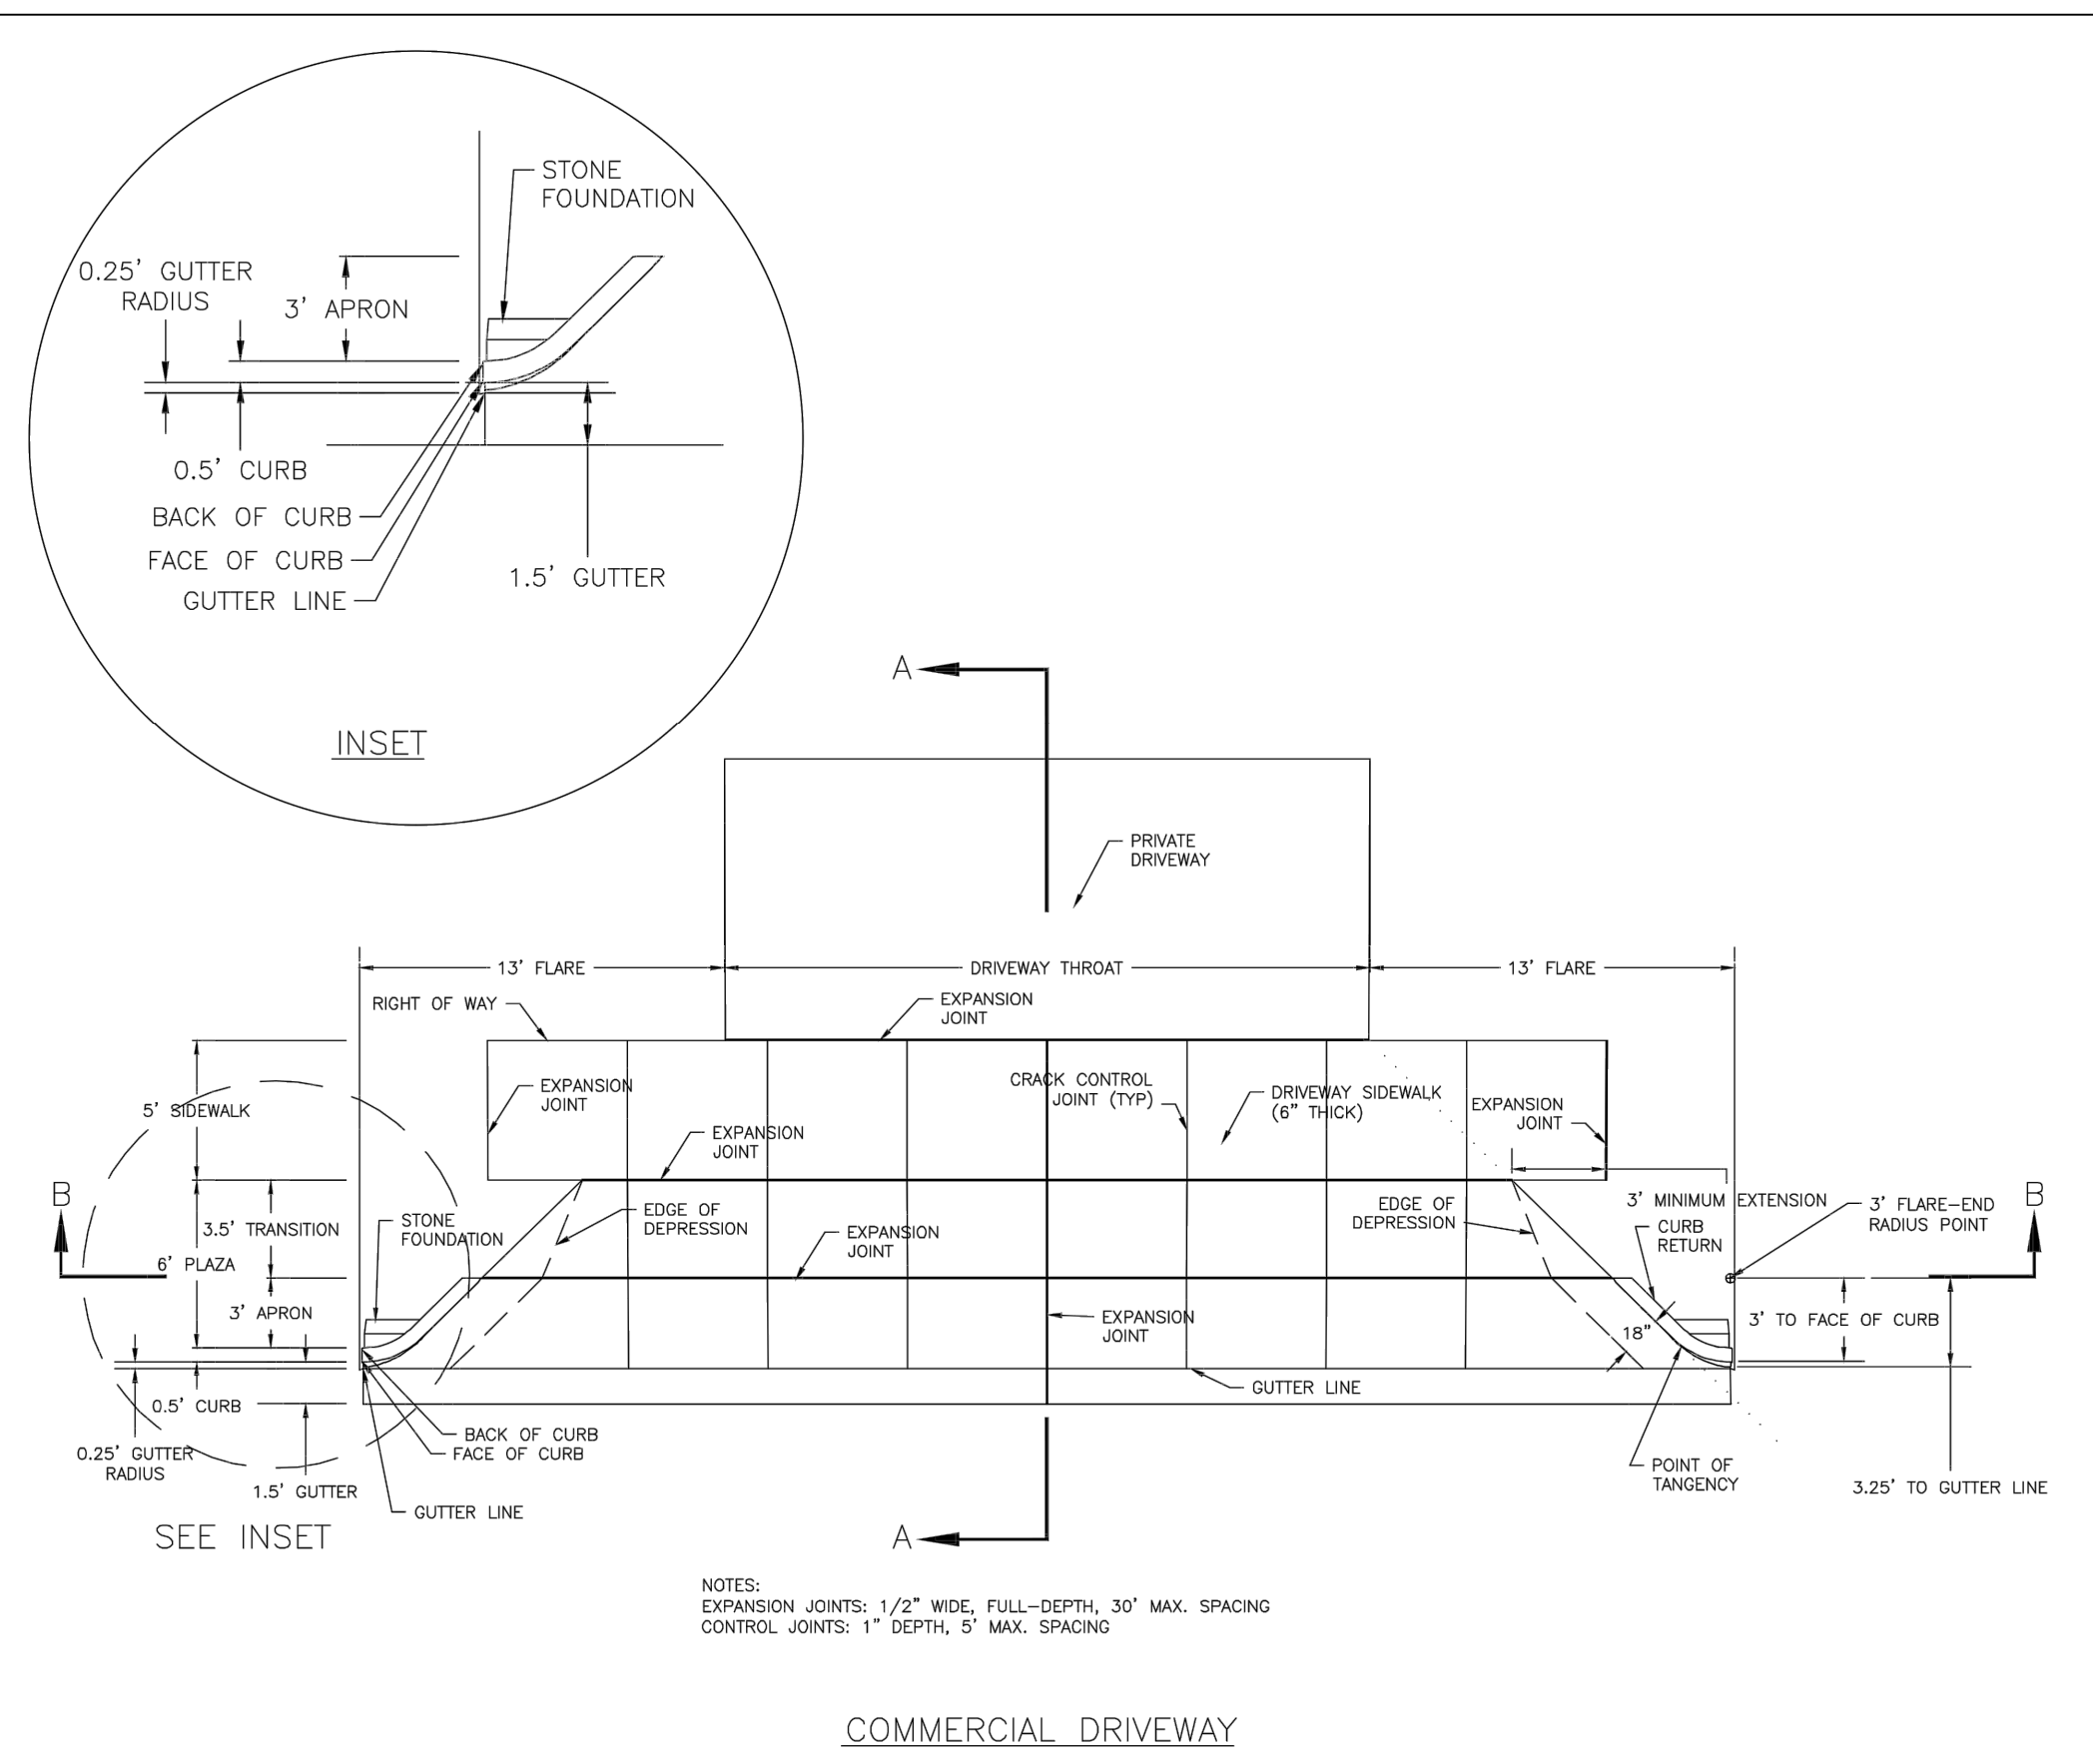 STONE
FOUNDATION
0.25' GUTTER
RADIUS
3' APRON
0.5' CURB
BACK OF CURB
FACE OF CURB
GUTTER LINE
1.5' GUTTER
INSET
A
PRIVATE
DRIVEWAY
13' FLARE
DRIVEWAY THROAT
13' FLARE
RIGHT OF WAY
EXPANSION
JOINT
5' SIDEWALK
EXPANSION
JOINT
CRACK CONTROL
JOINT (TYP)
DRIVEWAY SIDEWALK
(6" THICK)
EXPANSION
JOINT
EXPANSION
JOINT
B
3.5' TRANSITION
6' PLAZA
3' APRON
STONE
FOUNDATION
EDGE OF
DEPRESSION
EXPANSION
JOINT
EDGE OF
DEPRESSION
3' MINIMUM EXTENSION
CURB
RETURN
3' FLARE-END
RADIUS POINT
B
EXPANSION
JOINT
18"
3' TO FACE OF CURB
GUTTER LINE
0.5' CURB
0.25' GUTTER
RADIUS
1.5' GUTTER
BACK OF CURB
FACE OF CURB
GUTTER LINE
POINT OF
TANGENCY
3.25' TO GUTTER LINE
SEE INSET
A
NOTES:
EXPANSION JOINTS: 1/2" WIDE, FULL-DEPTH, 30' MAX. SPACING
CONTROL JOINTS: 1" DEPTH, 5' MAX. SPACING
COMMERCIAL DRIVEWAY